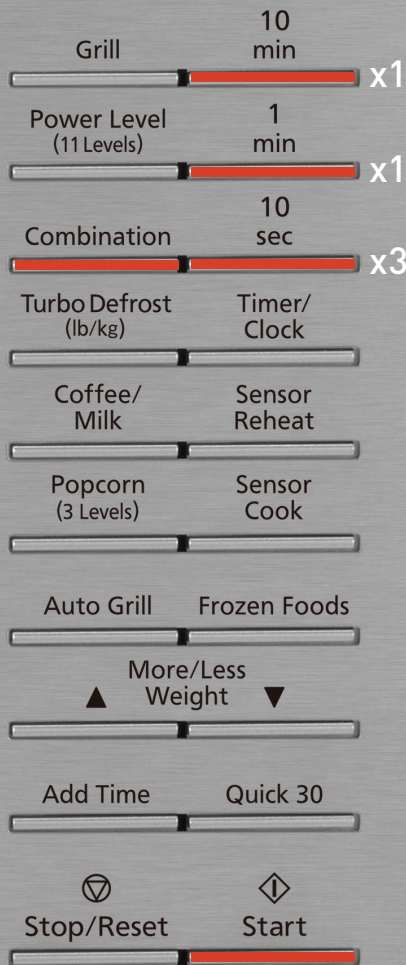 Grill
10
min
x1
Power Level
(11 Levels)
1
min
x1
Combination
10
sec
x3
Turbo Defrost
(lb/kg)
Timer/
Clock
Coffee/
Milk
Sensor
Reheat
Popcorn
(3 Levels)
Sensor
Cook
Auto Grill
Frozen Foods
More/Less
▲ Weight ▼
Add Time
Quick 30
Stop/Reset
Start